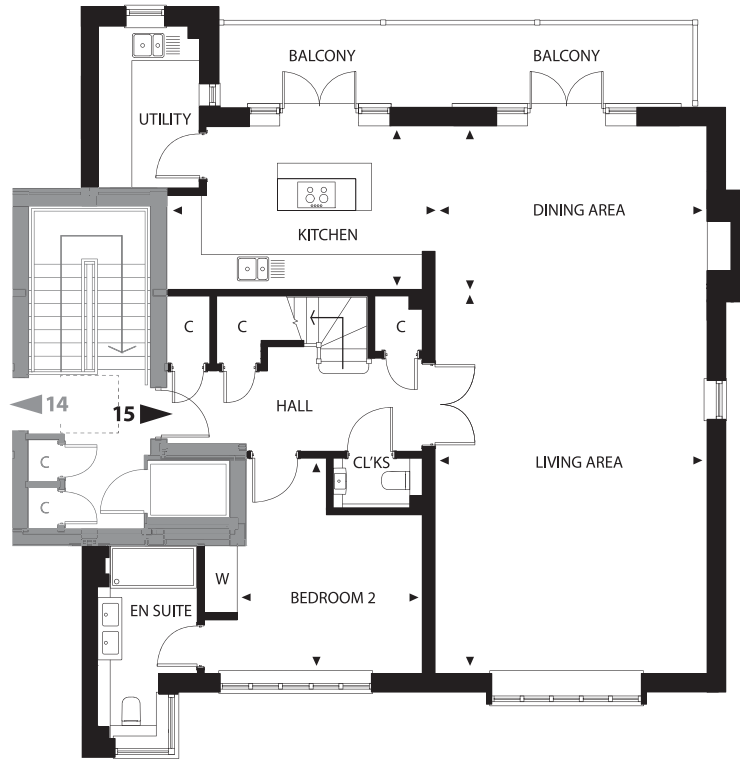 BALCONY
BALCONY
UTILITY
DINING AREA
KITCHEN
C
C
C
14
15
HALL
C
CL'KS
LIVING AREA
C
W
BEDROOM 2
EN SUITE